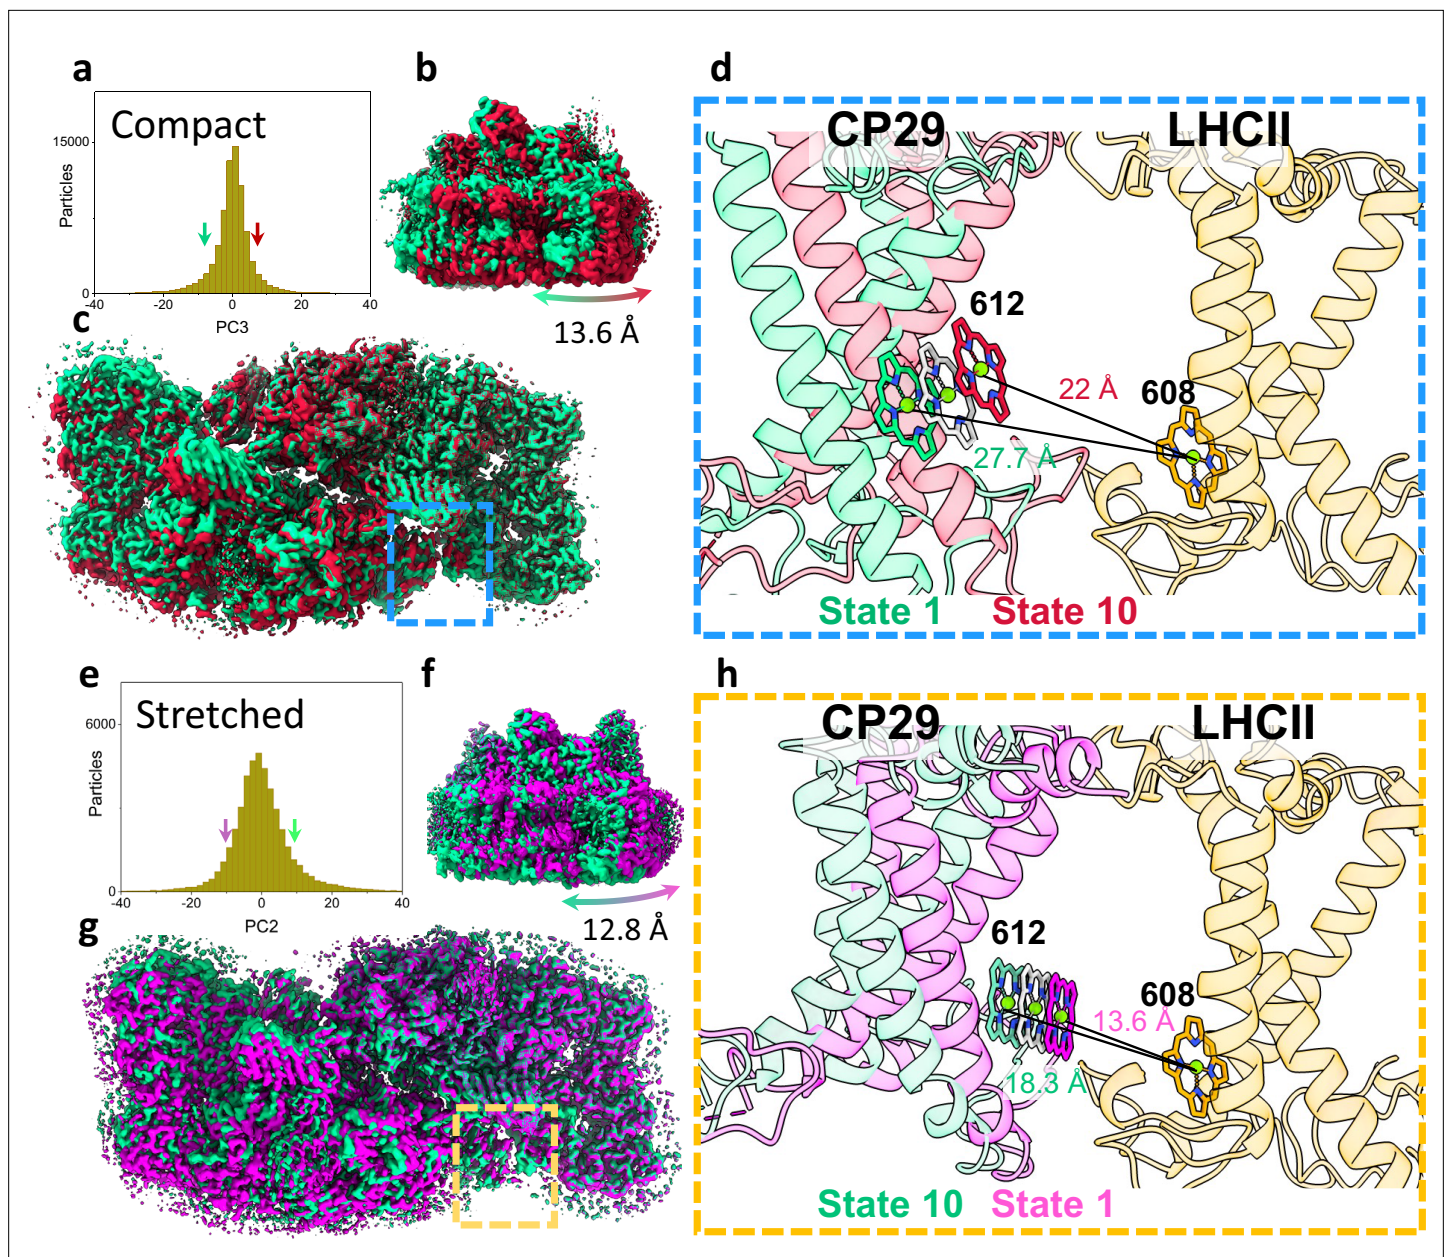 a
Compact
15000
Particles
0
-40 -20 0 20 40
PC3
b
13.6 Å
c
d
CP29 LHCII
612
22 Å
608
27.7 Å
State 1 State 10
e
Stretched
6000
Particles
0
-40 -20 0 20 40
PC2
f
12.8 Å
g
h
CP29 LHCII
612
608
13.6 Å
18.3 Å
State 10 State 1